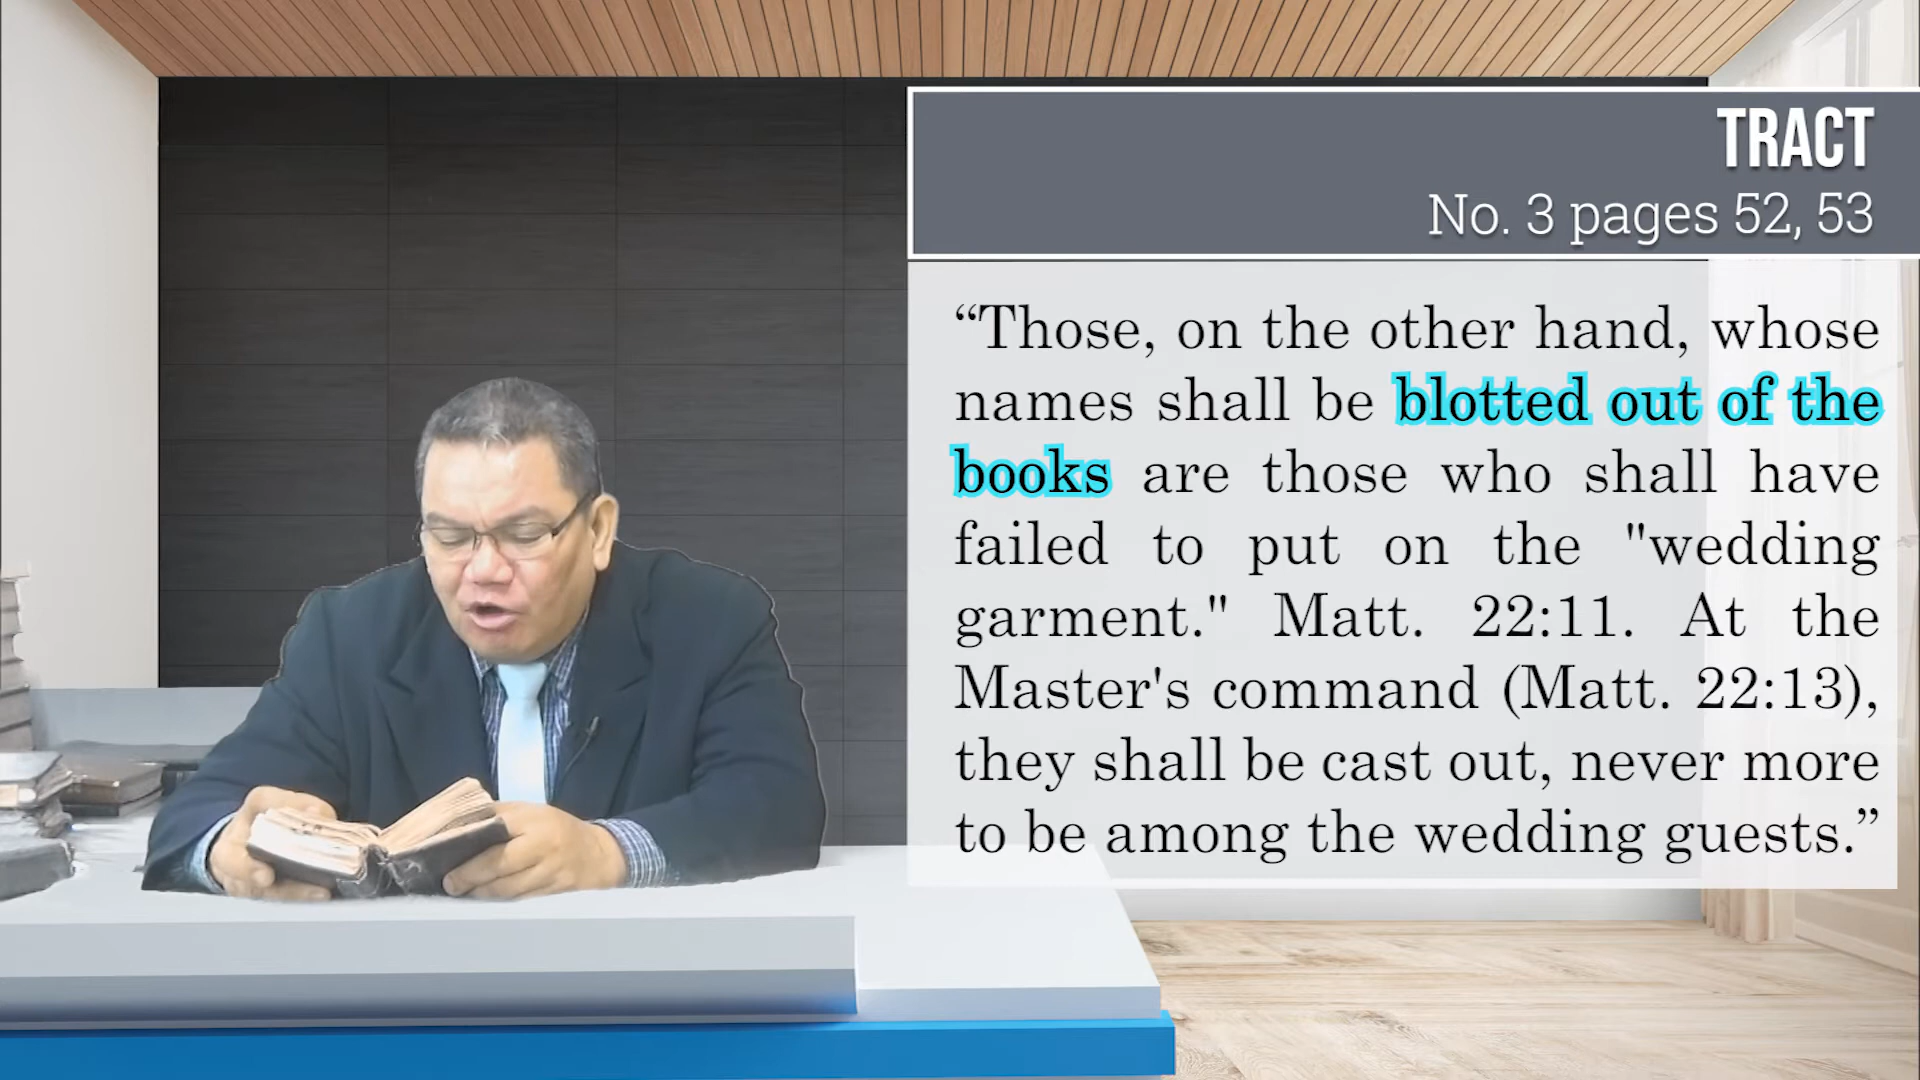 TRACT
No. 3 pages 52, 53
“Those, on the other hand, whose
names shall be blotted out of the
books are those who shall have
failed to put on the "wedding
garment." Matt. 22:11. At the
Master's command (Matt. 22:13),
they shall be cast out, never more
to be among the wedding guests.”